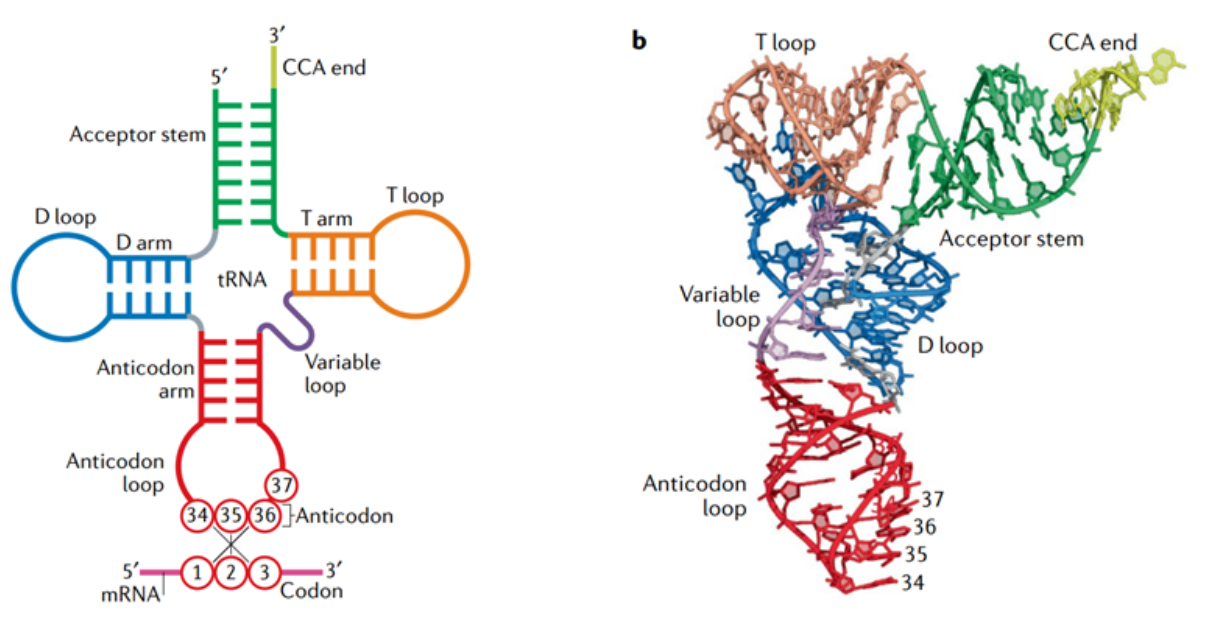 3′
5′
CCA end
Acceptor stem
D loop
D arm
tRNA
T arm
T loop
Variable
loop
Anticodon
arm
Anticodon
loop
37
34 35 36
Anticodon
5′
1 2 3
3′
mRNA
Codon
b
T loop
CCA end
Acceptor stem
Variable
loop
D loop
Anticodon
loop
37
36
35
34